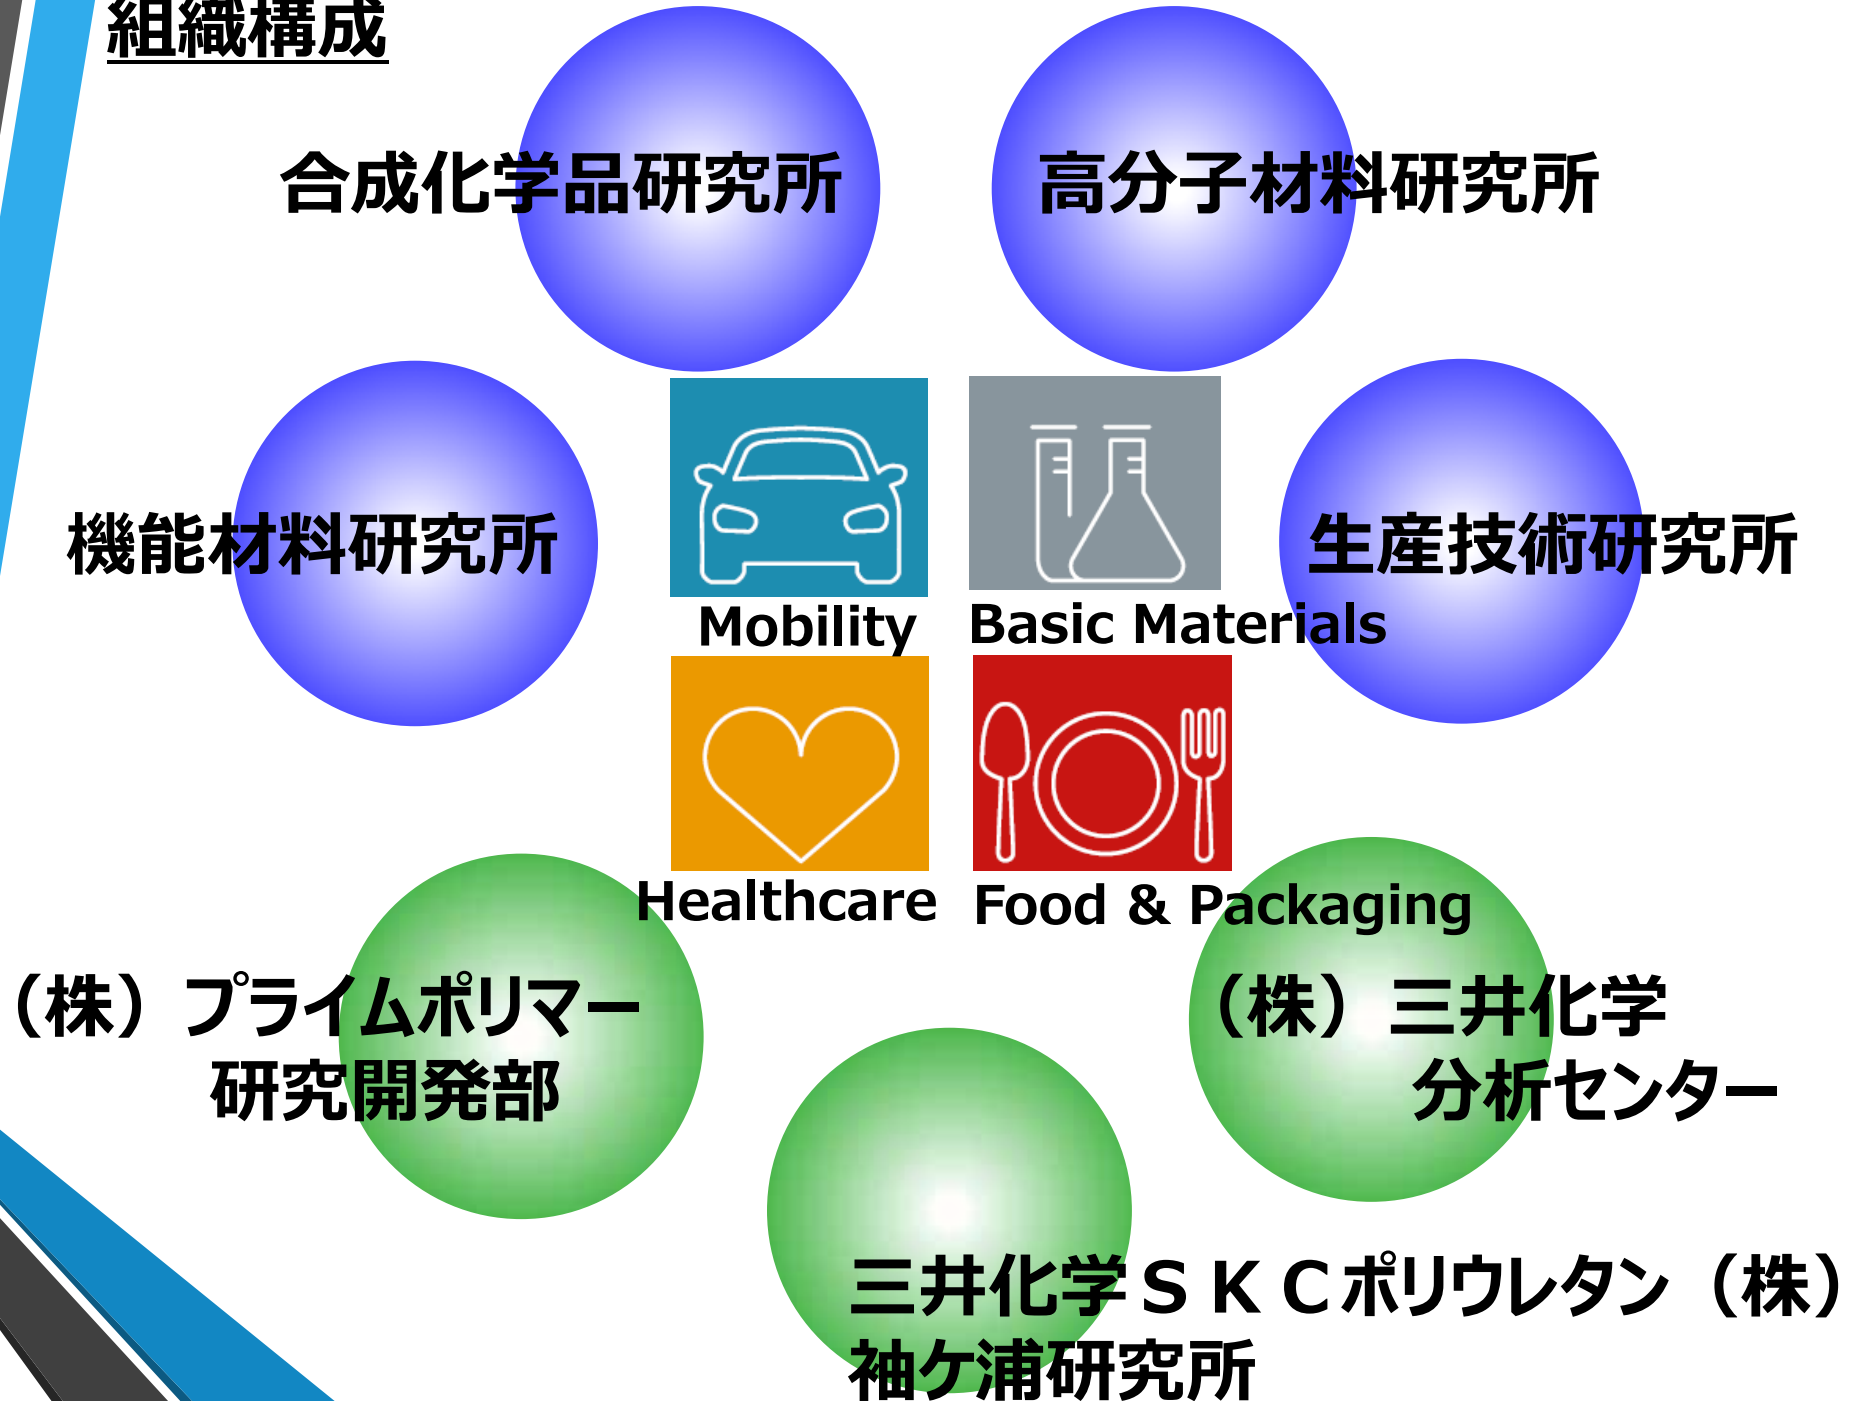 組織構成
合成化学品研究所
高分子材料研究所
機能材料研究所
生産技術研究所
Mobility
Basic Materials
Healthcare
Food & Packaging
（株）プライムポリマー
研究開発部
（株）三井化学
分析センター
三井化学ＳＫＣポリウレタン（株）
袖ケ浦研究所